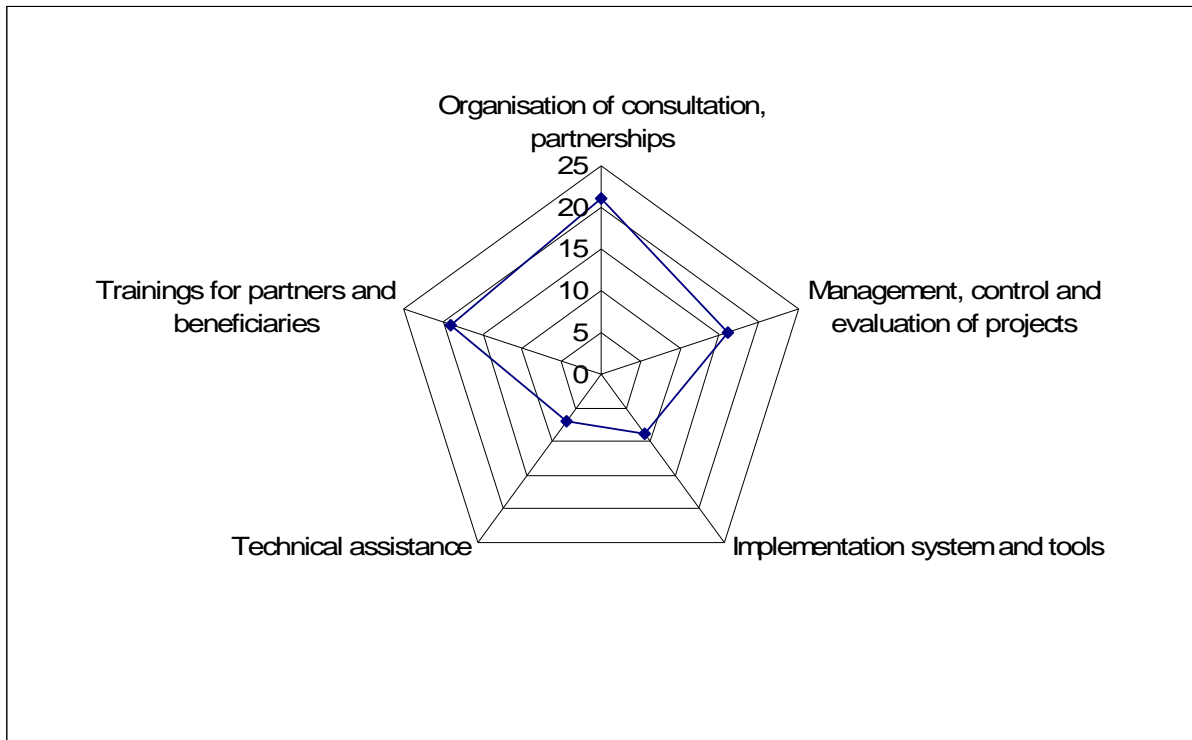 Organisation of consultation,
partnerships
25
20
15
10
5
0
Trainings for partners and
beneficiaries
Management, control and
evaluation of projects
Technical assistance
Implementation system and tools